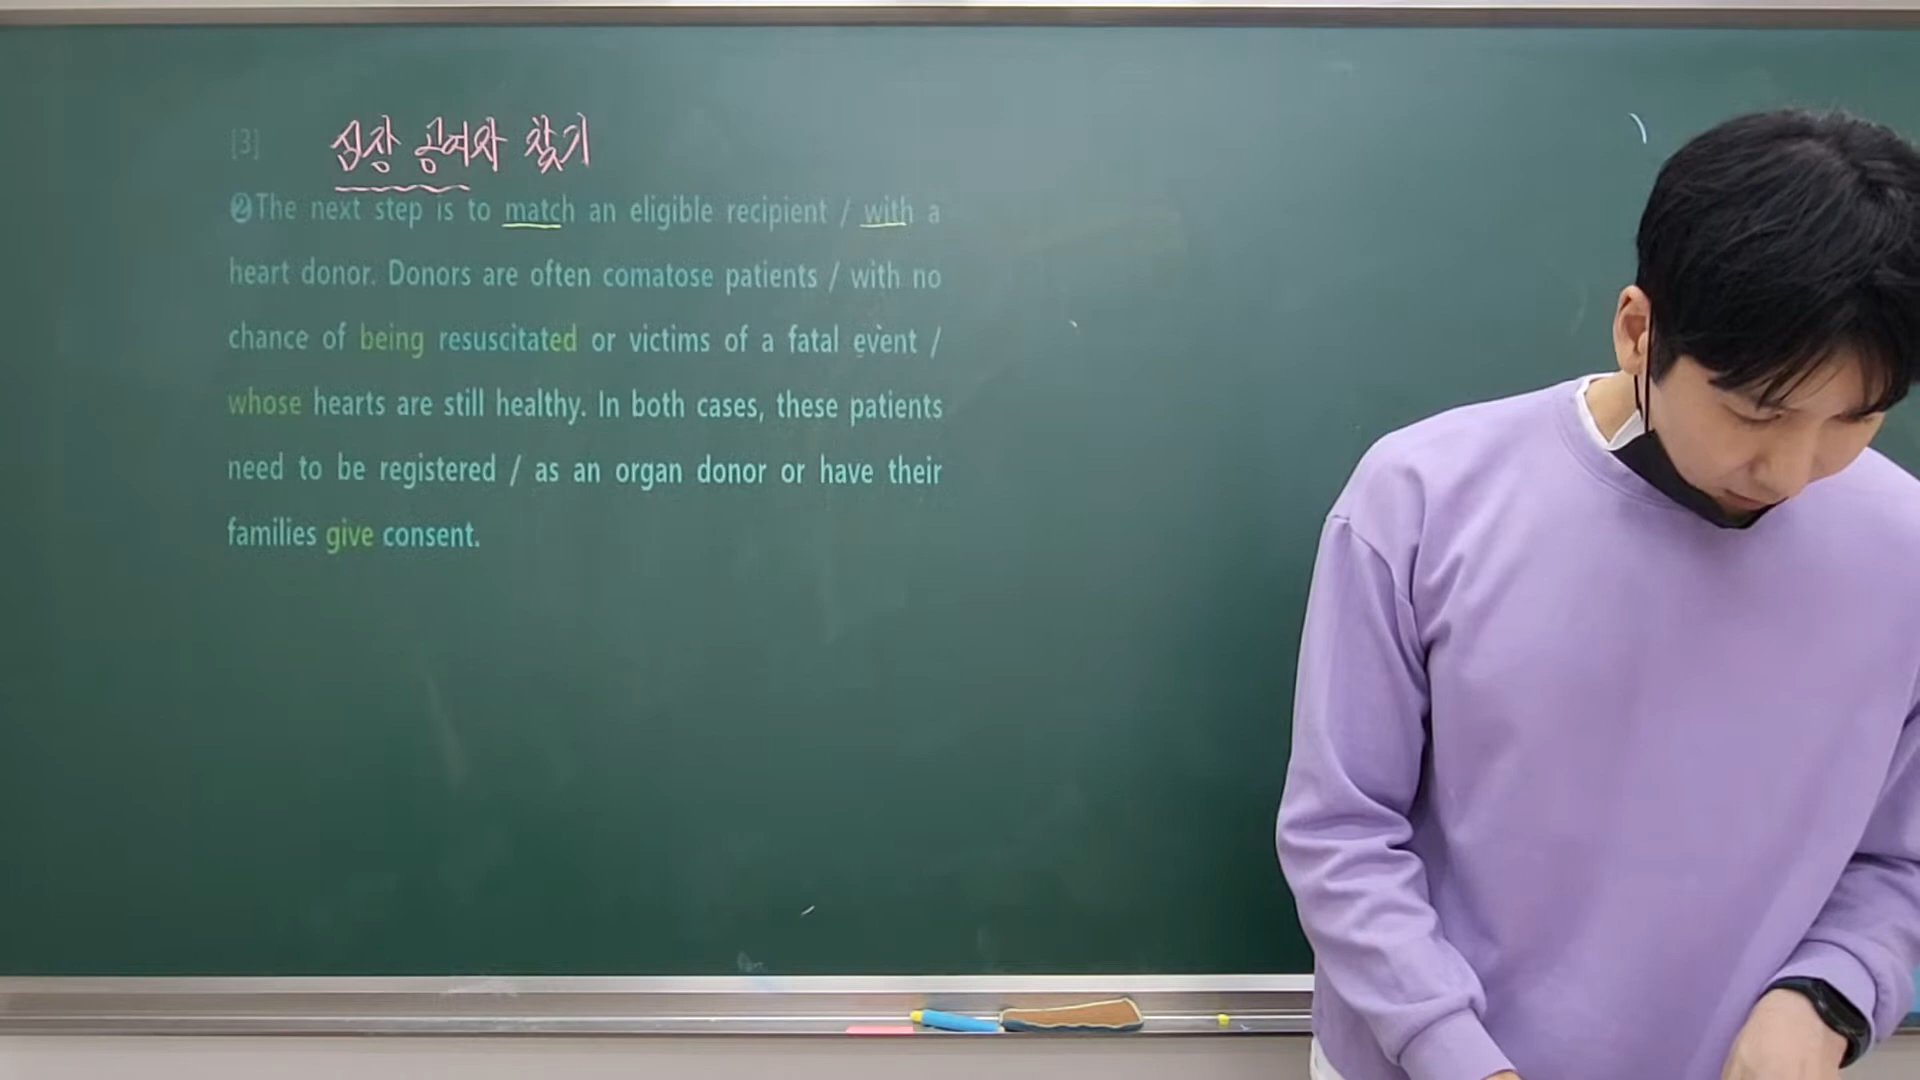 [3] 심장 공여와 찾기
❷The next step is to match an eligible recipient / with a
heart donor. Donors are often comatose patients / with no
chance of being resuscitated or victims of a fatal event /
whose hearts are still healthy. In both cases, these patients
need to be registered / as an organ donor or have their
families give consent.